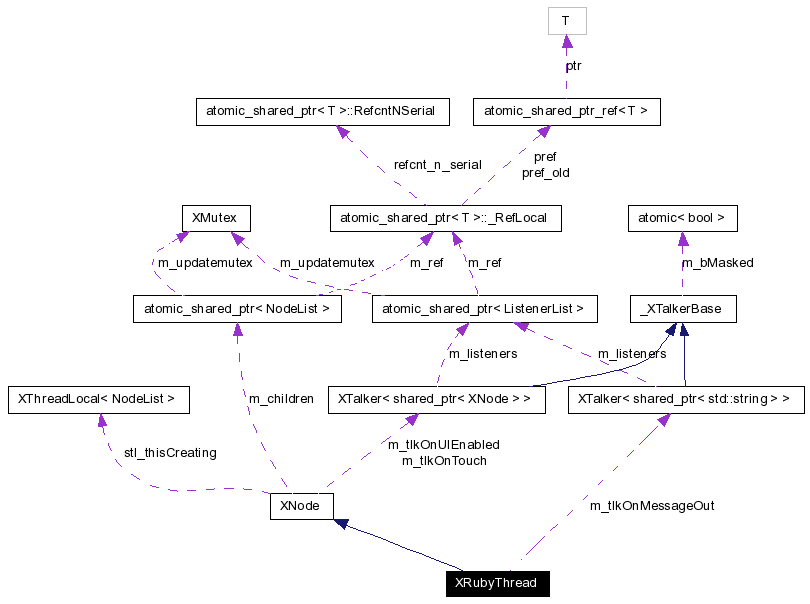 T
ptr
atomic_shared_ptr< T >::RefcntNSerial
atomic_shared_ptr_ref< T >
refcnt_n_serial
pref
pref_old
XMutex
atomic_shared_ptr< T >::_RefLocal
atomic< bool >
m_updatemutex
m_updatemutex
m_ref
m_ref
m_bMasked
atomic_shared_ptr< NodeList >
atomic_shared_ptr< ListenerList >
_XTalkerBase
m_listeners
m_listeners
XThreadLocal< NodeList >
m_children
XTalker< shared_ptr< XNode > >
XTalker< shared_ptr< std::string > >
stl_thisCreating
m_tlkOnUIEnabled
m_tlkOnTouch
XNode
m_tlkOnMessageOut
XRubyThread